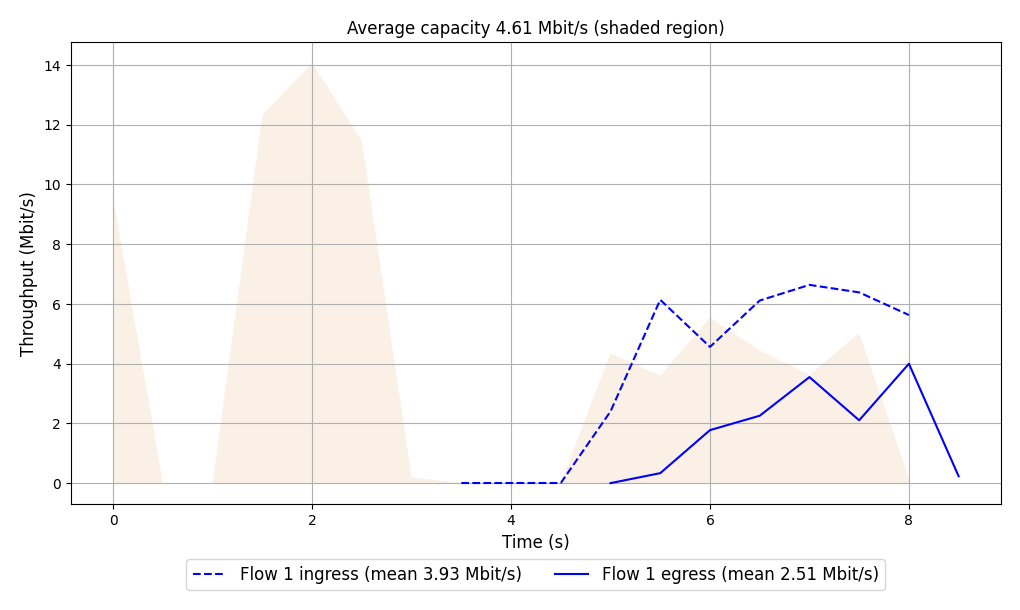 Average capacity 4.61 Mbit/s (shaded region)
Throughput (Mbit/s)
14
12
10
8
6
4
2
0
0 2 4 6 8
Time (s)
Flow 1 ingress (mean 3.93 Mbit/s) Flow 1 egress (mean 2.51 Mbit/s)